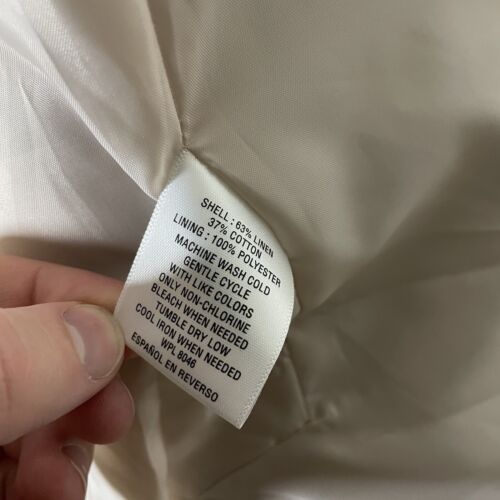 SHELL : 63% LINEN
37% COTTON
LINING : 100% POLYESTER
MACHINE WASH COLD
GENTLE CYCLE
WITH LIKE COLORS
ONLY NON-CHLORINE
BLEACH WHEN NEEDED
TUMBLE DRY LOW
COOL IRON WHEN NEEDED
WPL 8046
ESPAÑOL EN REVERSO